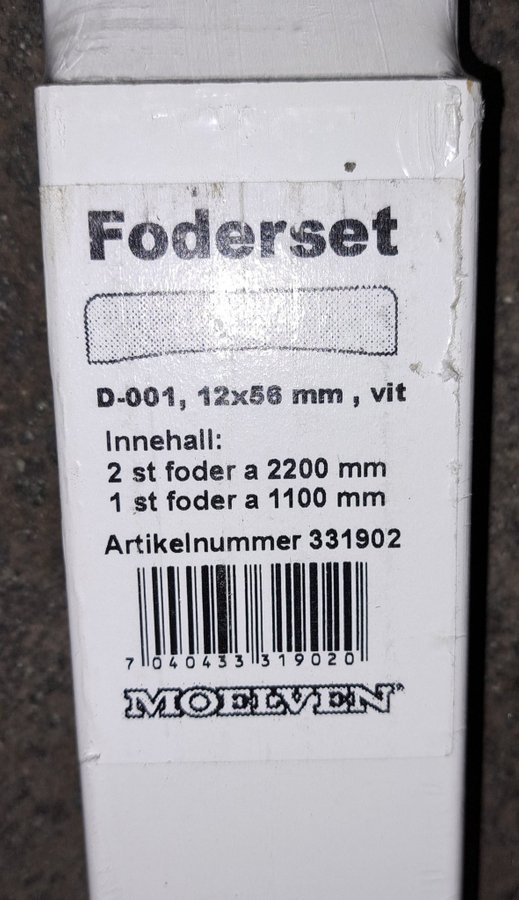 Foderset
D-001, 12x56 mm , vit
Innehall:
2 st foder a 2200 mm
1 st foder a 1100 mm
Artikelnummer 331902
7 040433 319020
MOELVEN®